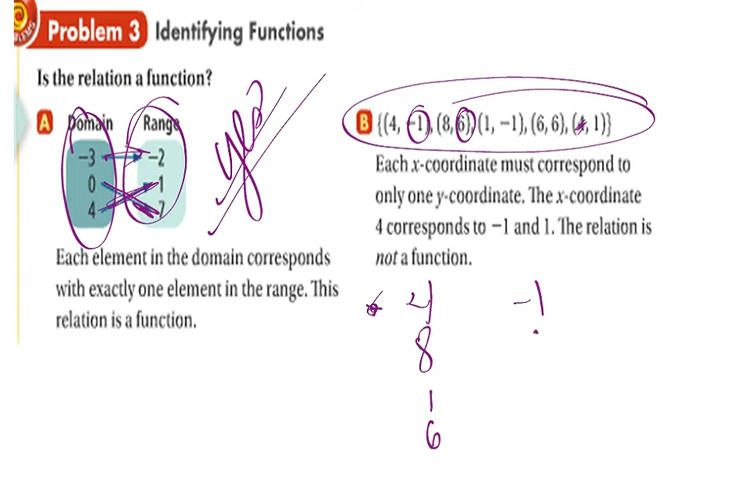 Problem 3 Identifying Functions
Is the relation a function?
A Domain Range
−3 −2
0 −1
4 7
yes
Each element in the domain corresponds
with exactly one element in the range. This
relation is a function.
B {(4, −1), (8, 6), (1, −1), (6, 6), (4, 1)}
Each x-coordinate must correspond to
only one y-coordinate. The x-coordinate
4 corresponds to −1 and 1. The relation is
not a function.
4 -1
8
1
6